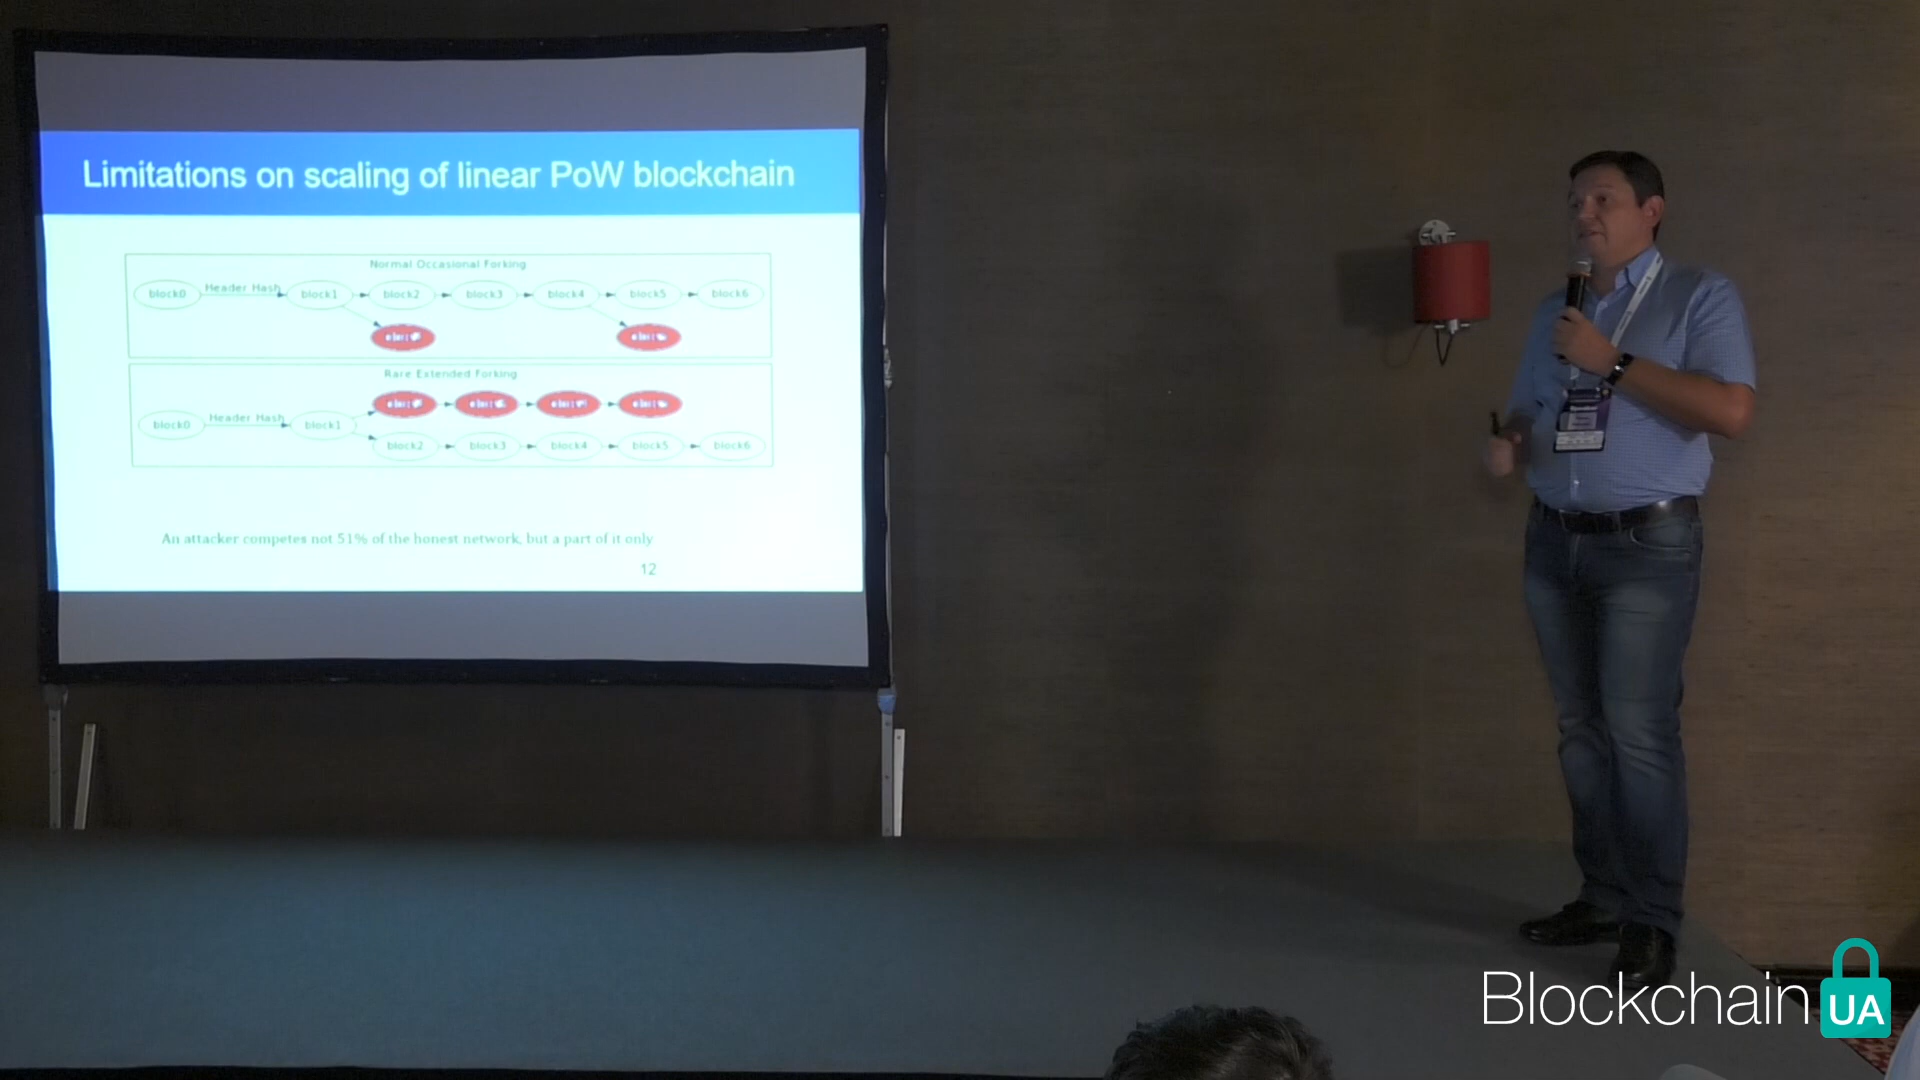 Limitations on scaling of linear PoW blockchain
Normal Occasional Forking
block0 Header Hash block1 block2 block3 block4 block5 block6
Rare Extended Forking
block0 Header Hash block1
block2 block3 block4 block5 block6
An attacker competes not 51% of the honest network, but a part of it only
12
Blockchain UA